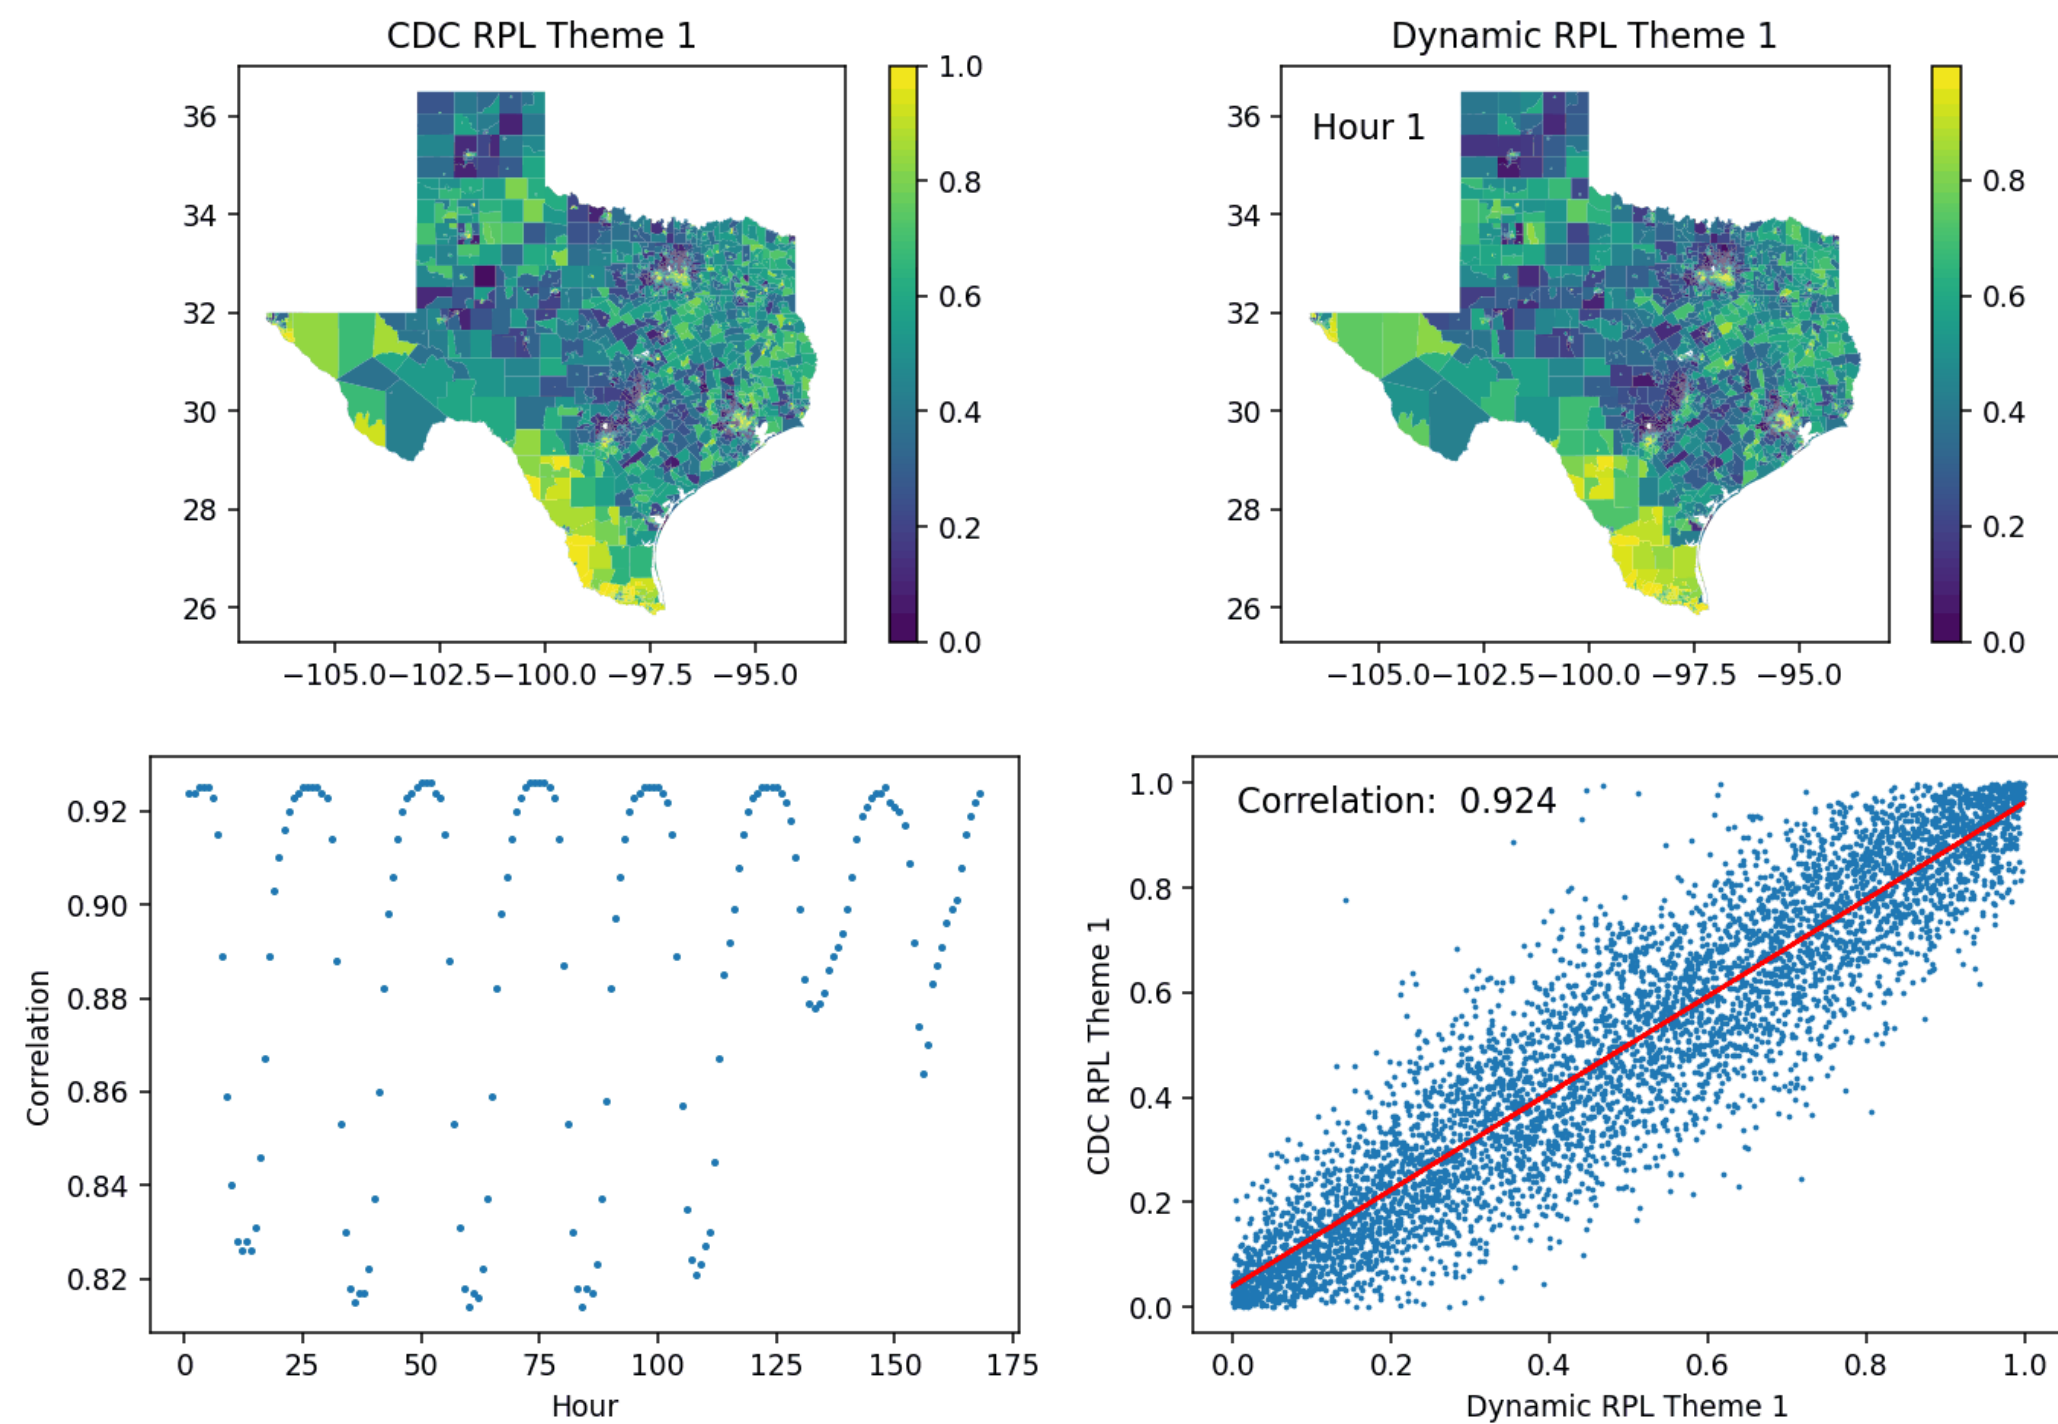 CDC RPL Theme 1
36
34
32
30
28
26
−105.0 −102.5 −100.0 −97.5 −95.0
1.0
0.8
0.6
0.4
0.2
0.0
Dynamic RPL Theme 1
Hour 1
36
34
32
30
28
26
−105.0 −102.5 −100.0 −97.5 −95.0
0.8
0.6
0.4
0.2
0.0
Correlation
0.92
0.90
0.88
0.86
0.84
0.82
0 25 50 75 100 125 150 175
Hour
Correlation: 0.924
CDC RPL Theme 1
1.0
0.8
0.6
0.4
0.2
0.0
0.0 0.2 0.4 0.6 0.8 1.0
Dynamic RPL Theme 1